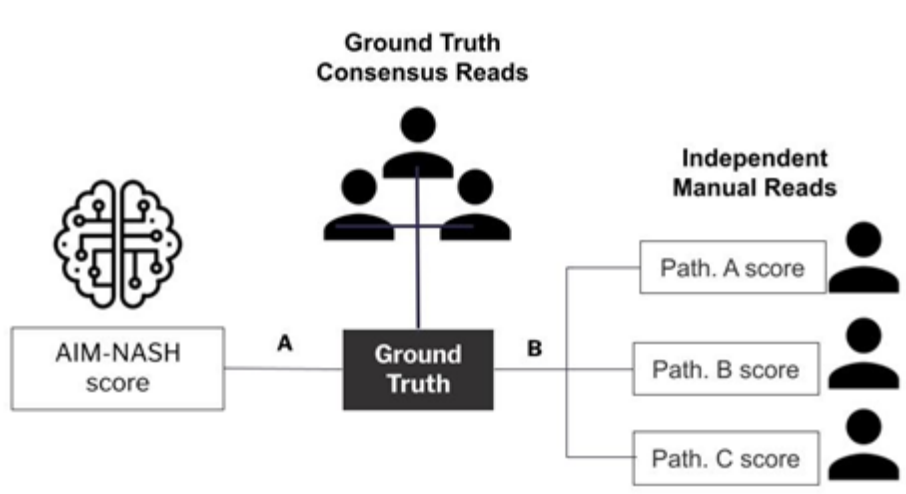 Ground Truth
Consensus Reads
Independent
Manual Reads
Path. A score
AIM-NASH
score
A
Ground
Truth
B
Path. B score
Path. C score